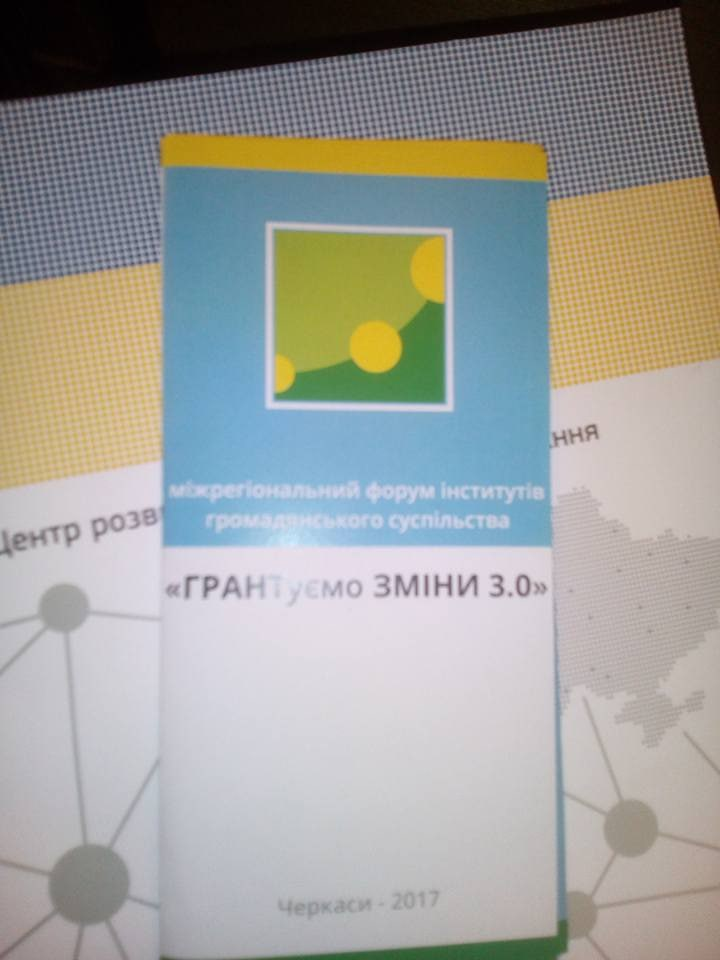 міжрегіональний форум інститутів
громадянського суспільства
«ГРАНТуємо ЗМІНИ 3.0»
Черкаси - 2017
Центр розв
ння